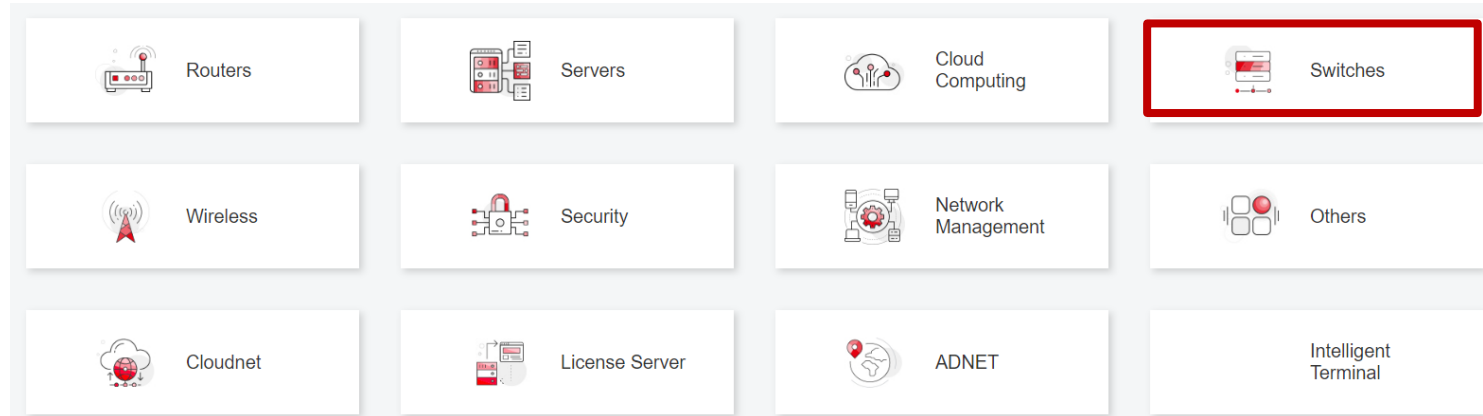 Routers
Servers
Cloud
Computing
Switches
Wireless
Security
Network
Management
Others
Cloudnet
License Server
ADNET
Intelligent
Terminal